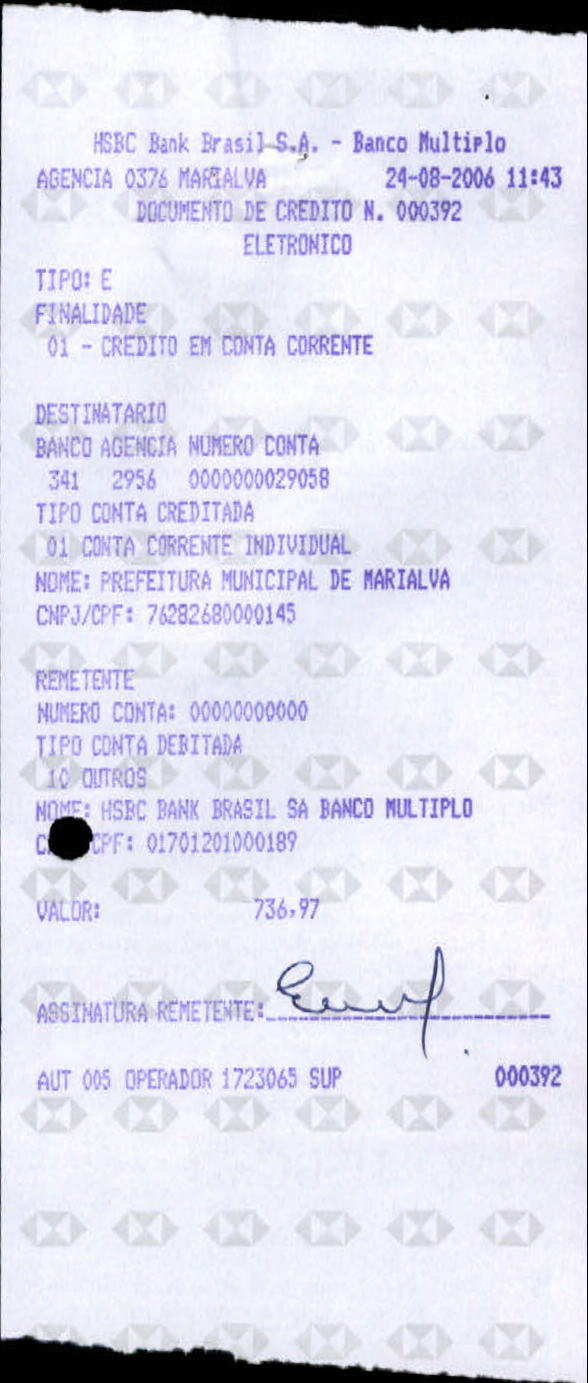 HSBC Bank Brasil S.A. - Banco Multiplo
AGENCIA 0376 MARIALVA 24-08-2006 11:43
DOCUMENTO DE CREDITO N. 000392
ELETRONICO
TIPO: E
FINALIDADE
01 - CREDITO EM CONTA CORRENTE
DESTINATARIO
BANCO AGENCIA NUMERO CONTA
341 2956 0000000029058
TIPO CONTA CREDITADA
01 CONTA CORRENTE INDIVIDUAL
NOME: PREFEITURA MUNICIPAL DE MARIALVA
CNPJ/CPF: 76282680000145
REMETENTE
NUMERO CONTA: 00000000000
TIPO CONTA DEBITADA
10 OUTROS
NOME: HSBC BANK BRASIL SA BANCO MULTIPLO
CPF: 01701201000189
VALOR: 736,97
ASSINATURA REMETENTE:
AUT 005 OPERADOR 1723065 SUP 000392